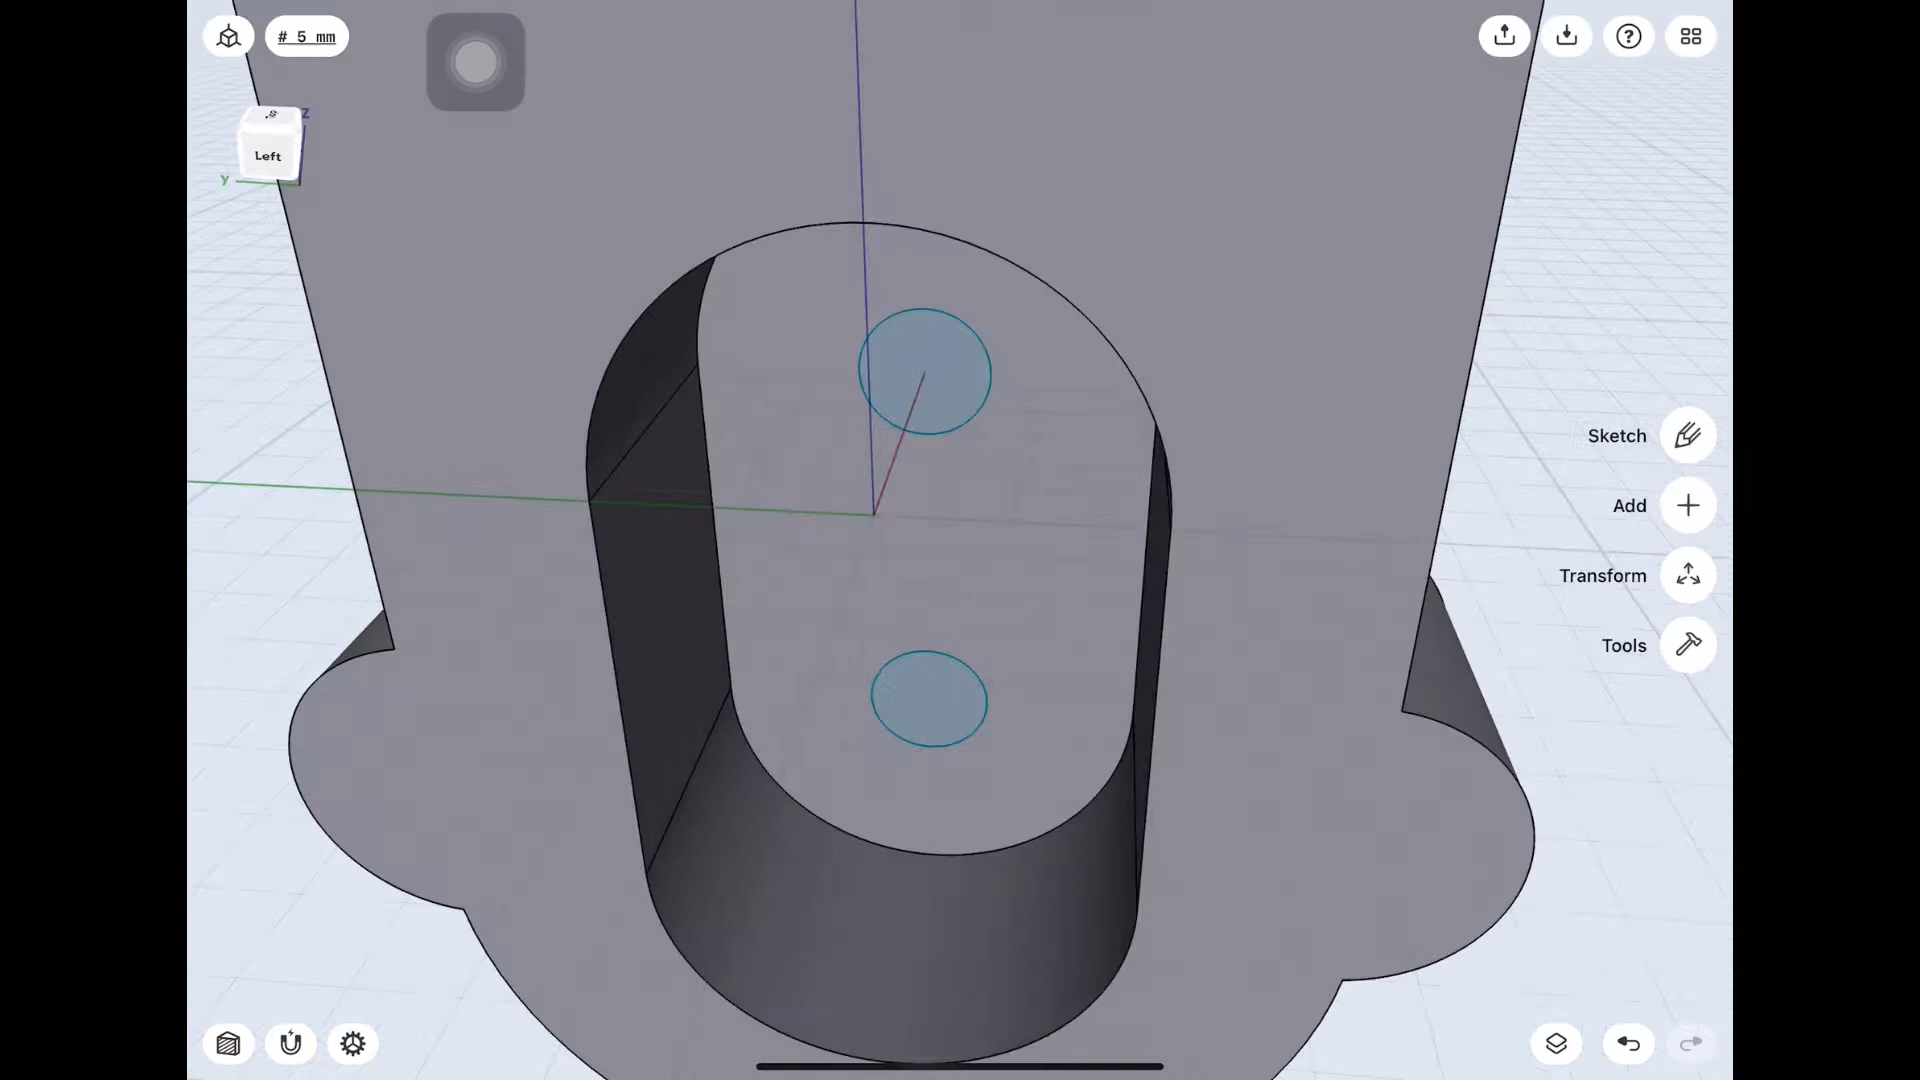 # 5 mm
Z
Left
Y
Sketch
Add
Transform
Tools